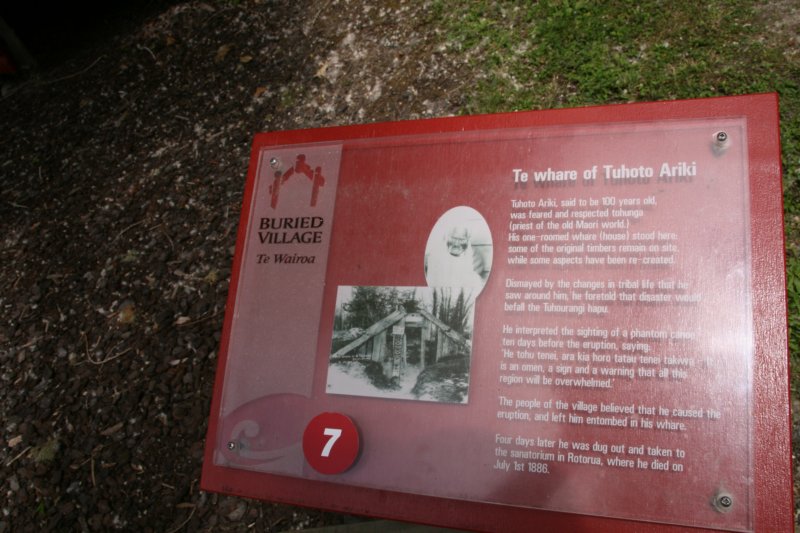 BURIED
VILLAGE
Te Wairoa
7
Te whare of Tuhoto Ariki
Tuhoto Ariki, said to be 100 years old,
was feared and respected tohunga
(priest of the old Maori world.)
His one-roomed whare (house) stood here:
some of the original timbers remain on site,
while some aspects have been re-created.
Dismayed by the changes in tribal life that he
saw around him, he foretold that disaster would
befall the Tuhourangi hapu.
He interpreted the sighting of a phantom canoe
ten days before the eruption, saying:
'He tohu tenei, ara kia horo tatau tenei takiwa - it
is an omen, a sign and a warning that all this
region will be overwhelmed.'
The people of the village believed that he caused the
eruption, and left him entombed in his whare.
Four days later he was dug out and taken to
the sanatorium in Rotorua, where he died on
July 1st 1886.